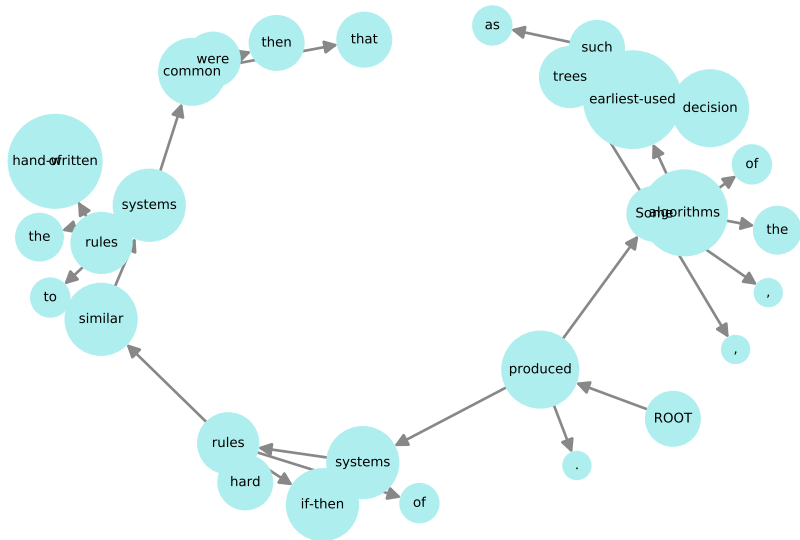 as
such
that
then
were
common
trees
earliest-used
decision
hand-written
of
of
systems
Some
algorithms
the
the
rules
to
,
similar
,
produced
ROOT
rules
systems
.
hard
if-then
of